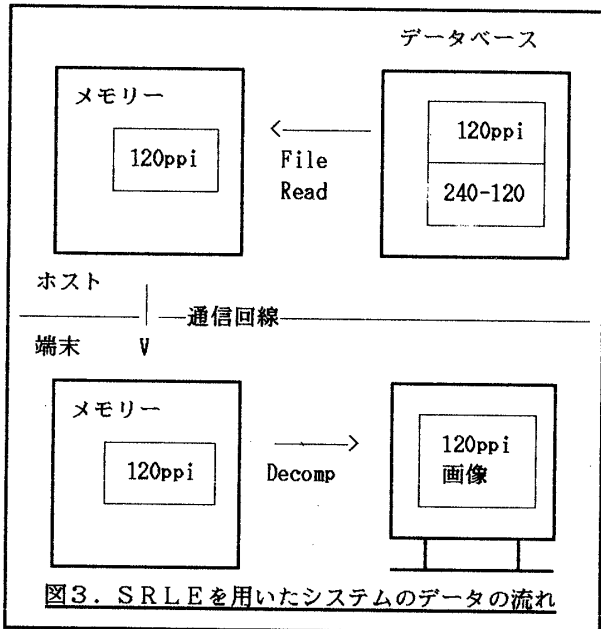 データベース
メモリー
120ppi
File
Read
120ppi
240-120
ホスト
通信回線
端末 V
メモリー
120ppi
Decomp
120ppi
画像
図3．ＳＲＬＥを用いたシステムのデータの流れ